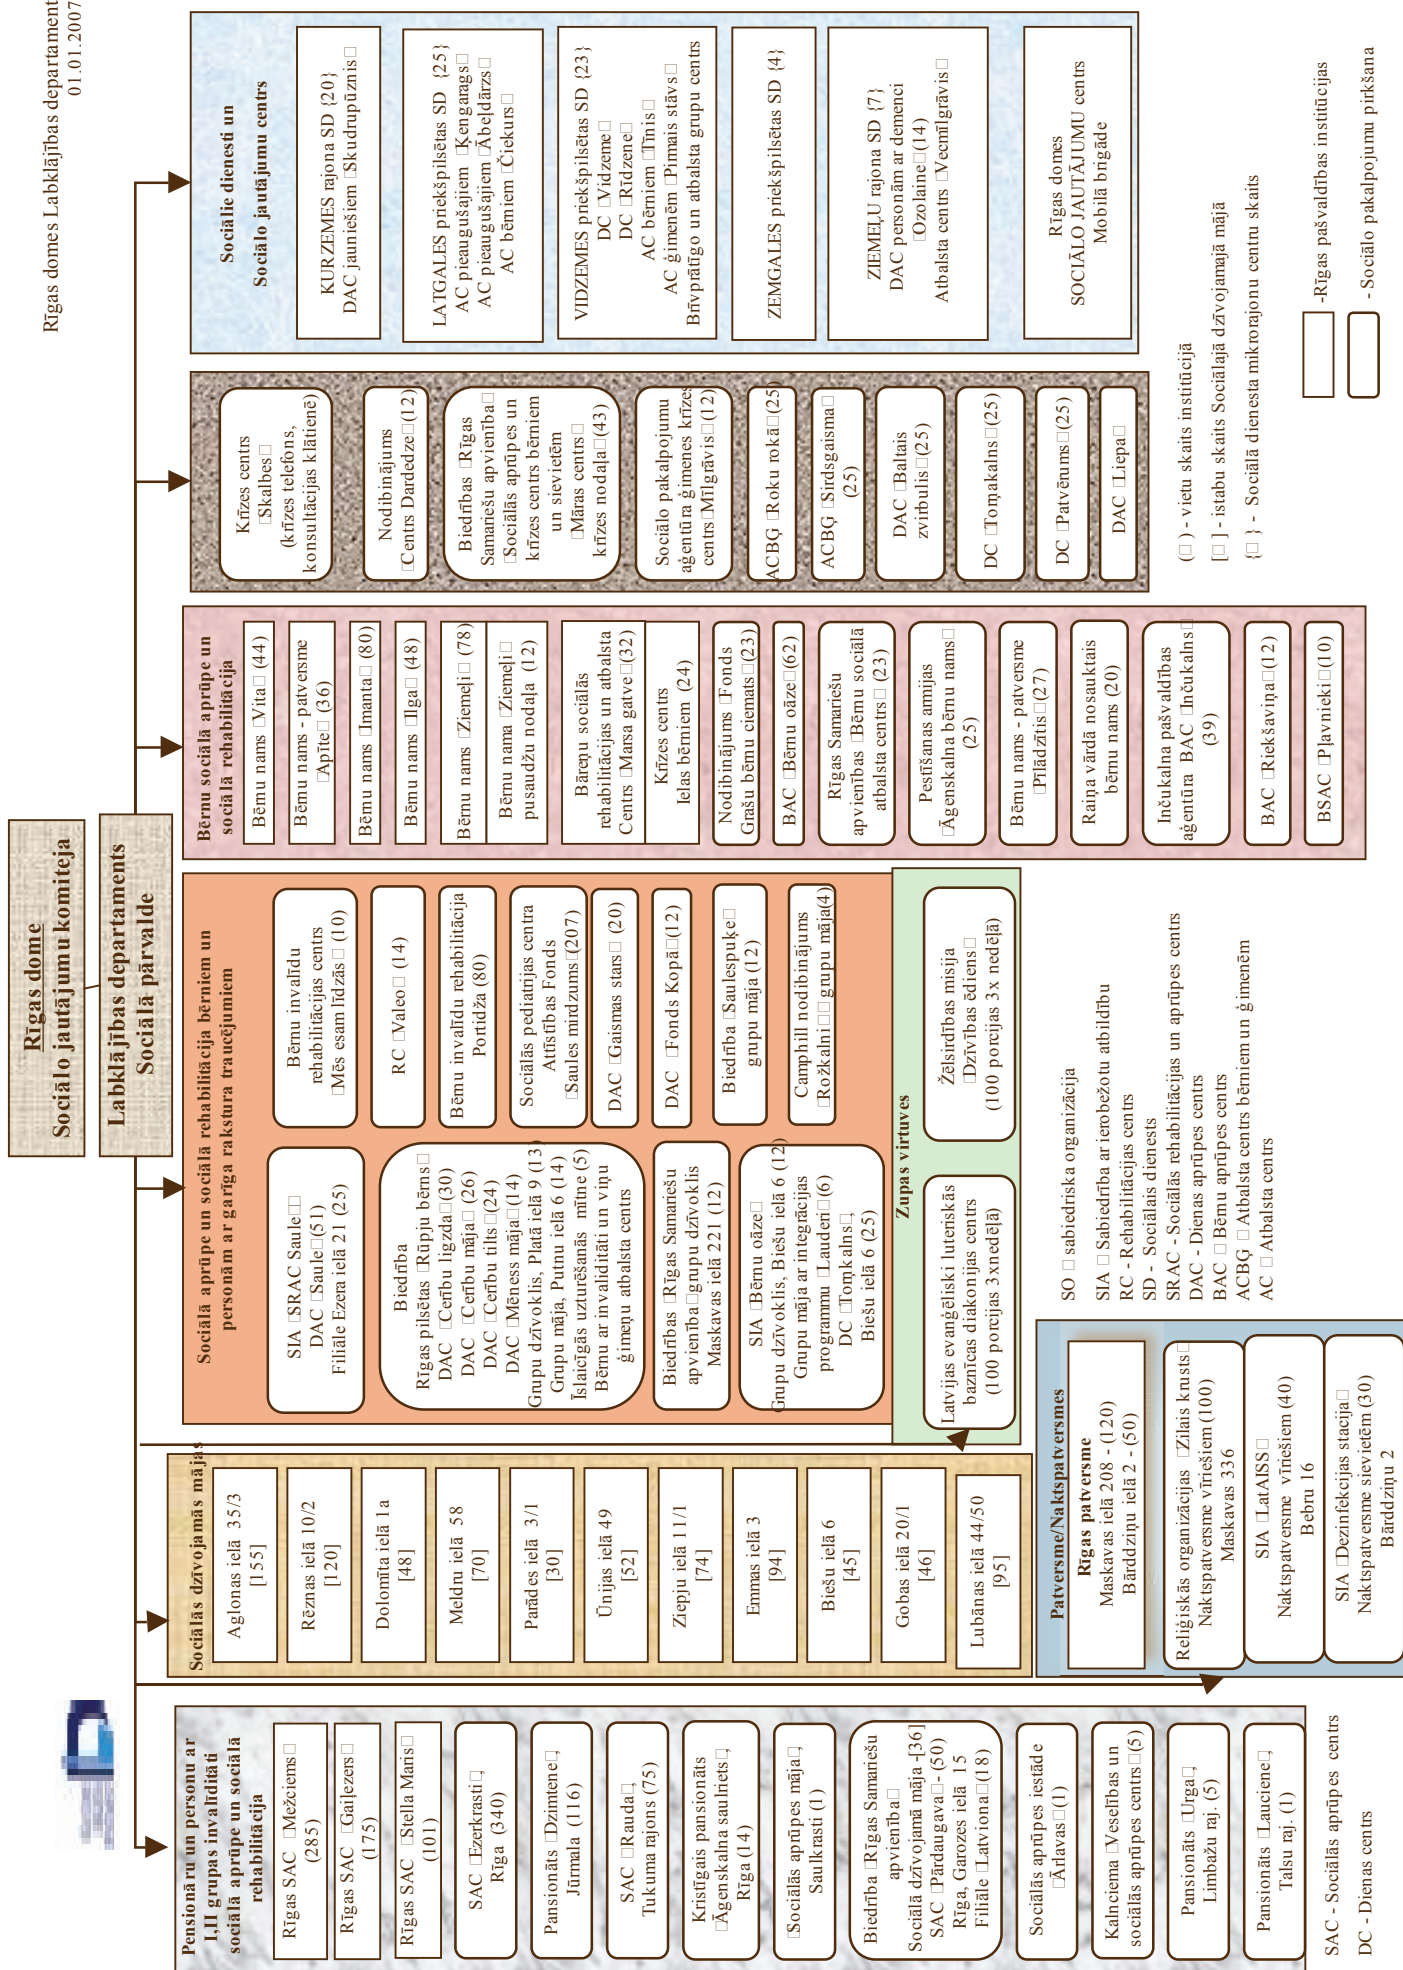 Rīgas domes Labklājības departaments
01.01.2007
Rīgas dome
Sociālo jautājumu komiteja
Labklājības departaments
Sociālā pārvalde
Pensionāru un personu ar
I,II grupas invaliditāti
sociālā aprūpe un sociālā
rehabilitācija
Rīgas SAC □Mežciems□
(285)
Rīgas SAC □Gaiļezers□
(175)
Rīgas SAC □Stella Maris□
(101)
SAC □Ezerkrasti□,
Rīga (340)
Pansionāts □Dzimtene□,
Jūrmala (116)
SAC □Rauda□,
Tukuma rajons (75)
Kristīgais pansionāts
□Āgenskalna saulriets□,
Rīga (14)
□Sociālās aprūpes māja□,
Saulkrasti (1)
Biedrība □Rīgas Samariešu
apvienība□
Sociālā dzīvojamā māja -[36]
SAC □Pārdaugava□- (50)
Rīga, Garozes ielā 15
Filiāle □Latviona□(18)
Sociālās aprūpes iestāde
□Ārlavas□(1)
Kalnciema □Veselības un
sociālās aprūpes centrs□(5)
Pansionāts □Urga□,
Limbažu raj. (5)
Pansionāts □Lauciene□,
Talsu raj. (1)
SAC - Sociālās aprūpes centrs
DC - Dienas centrs
Sociālās dzīvojamās mājas
Aglonas ielā 35/3
[155]
Rēznas ielā 10/2
[120]
Dolomīta ielā 1a
[48]
Meldru ielā 58
[70]
Parādes ielā 3/1
[30]
Ūnijas ielā 49
[52]
Ziepju ielā 11/1
[74]
Emmas ielā 3
[94]
Biešu ielā 6
[45]
Gobas ielā 20/1
[46]
Lubānas ielā 44/50
[95]
Patversme/Naktspatversmes
Rīgas patversme
Maskavas ielā 208 - (120)
Bārddziņu ielā 2 - (50)
Reliģiskās organizācijas □Zilais krusts□
Naktspatversme vīriešiem (100)
Maskavas 336
SIA □LatAISS□
Naktspatversme vīriešiem (40)
Bebru 16
SIA □Dezinfekcijas stacija□
Naktspatversme sievietēm (30)
Bārddziņu 2
Sociālā aprūpe un sociālā rehabilitācija bērniem un
personām ar garīga rakstura traucējumiem
SIA □SRAC Saule□□
DAC □Saule□(51)
Filiāle Ezera ielā 21 (25)
Biedrība
Rīgas pilsētas □Rūpju bērns□
DAC □Cerību ligzda□(30)
DAC □Cerību māja□(26)
DAC □Cerību tilts□(24)
DAC □Mēness māja□(14)
Grupu dzīvoklis, Platā ielā 9 (13)
Grupu māja, Putnu ielā 6 (14)
Īslaicīgās uzturēšanās mītne (5)
Bērnu ar invaliditāti un viņu
ģimeņu atbalsta centrs
Biedrības □Rīgas Samariešu
apvienība□grupu dzīvoklis
Maskavas ielā 221 (12)
SIA □Bērnu oāze□
Grupu dzīvoklis, Biešu ielā 6 (12)
Grupu māja ar integrācijas
programmu □Lauderi□(6)
DC □Torņkalns□,
Biešu ielā 6 (25)
Bērnu invalīdu
rehabilitācijas centrs
□Mēs esam līdzās□ (10)
RC □Valeo□ (14)
Bērnu invalīdu rehabilitācija
Portidža (80)
Sociālās pediatrijas centra
Attīstības Fonds
□Saules mirdzums□(207)
DAC □Gaismas stars□ (20)
DAC □Fonds Kopā□(12)
Biedrība □Saulespuķe□
grupu māja (12)
Camphill nodibinājums
□Rožkalni□□grupu māja(4)
Zupas virtuves
Latvijas evaņģēliski luteriskās
baznīcas diakonijas centrs
(100 porcijas 3xnedēļā)
Žēlsirdības misija
□Dzīvības ēdiens□
(100 porcijas 3x nedēļā)
SO □ sabiedriska organizācija
SIA □ Sabiedrība ar ierobežotu atbildību
RC - Rehabilitācijas centrs
SD - Sociālais dienests
SRAC - Sociālās rehabilitācijas un aprūpes centrs
DAC - Dienas aprūpes centrs
BAC □ Bērnu aprūpes centrs
ACBĢ □ Atbalsta centrs bērniem un ģimenēm
AC □ Atbalsta centrs
Bērnu sociālā aprūpe un
sociālā rehabilitācija
Bērnu nams □Vita□ (44)
Bērnu nams - patversme
□Apīte□ (36)
Bērnu nams □Imanta□ (80)
Bērnu nams □Ilga□ (48)
Bērnu nams □Ziemeļi□ (78)
Bērnu nama □Ziemeļi□
pusaudžu nodaļa (12)
Bāreņu sociālās
rehabilitācijas un atbalsta
Centrs □Marsa gatve□(32)
Krīzes centrs
Ielas bērniem (24)
Nodibinājums □Fonds
Grašu bērnu ciemats□(23)
BAC □Bērnu oāze□(62)
Rīgas Samariešu
apvienības □Bērnu sociālā
atbalsta centrs□ (23)
Pestīšanas armijas
□Āgenskalna bērnu nams□
(25)
Bērnu nams - patversme
□Pīlādzītis□(27)
Raiņa vārdā nosauktais
bērnu nams (20)
Inčukalna pašvaldības
aģentūra BAC □Inčukalns□
(39)
BAC □Riekšaviņa□(12)
BSAC □Pļavnieki□(10)
Krīzes centrs
□Skalbes□
(krīzes telefons,
konsultācijas klātienē)
Nodibinājums
□Centrs Dardedze□(12)
Biedrības □Rīgas
Samariešu apvienība□
□Sociālās aprūpes un
krīzes centrs bērniem
un sievietēm
□Māras centrs□
krīzes nodaļa□(43)
Sociālo pakalpojumu
aģentūra ģimenes krīzes
centrs □Mīlgrāvis□(12)
ACBĢ □Roku rokā□(25)
ACBĢ □Sirdsgaisma□
(25)
DAC □Baltais
zvirbulis□(25)
DC □Torņakalns□(25)
DC □Patvērums□(25)
DAC □Liepa□
(□ ) - vietu skaits institūcijā
[□ ] - istabu skaits Sociālajā dzīvojamajā mājā
{□ } - Sociālā dienesta mikrorajonu centru skaits
Sociālie dienesti un
Sociālo jautājumu centrs
KURZEMES rajona SD {20}
DAC jauniešiem □Skudrupūznis□
LATGALES priekšpilsētas SD {25}
AC pieaugušajiem □Ķengarags□
AC pieaugušajiem □Ābeļdārzs□
AC bērniem □Čiekurs□
VIDZEMES priekšpilsētas SD {23}
DC □Vidzeme□
DC □Rīdzene□
AC bērniem □Tīnis□
AC ģimenēm □Pirmais stāvs□
Brīvprātīgo un atbalsta grupu centrs
ZEMGALES priekšpilsētas SD {4}
ZIEMEĻU rajona SD {7}
DAC personām ar demenci
□Ozolaine□(14)
Atbalsta centrs □Vecmīlgrāvis□
Rīgas domes
SOCIĀLO JAUTĀJUMU centrs
Mobilā brigāde
-Rīgas pašvaldības institūcijas
- Sociālo pakalpojumu pirkšana